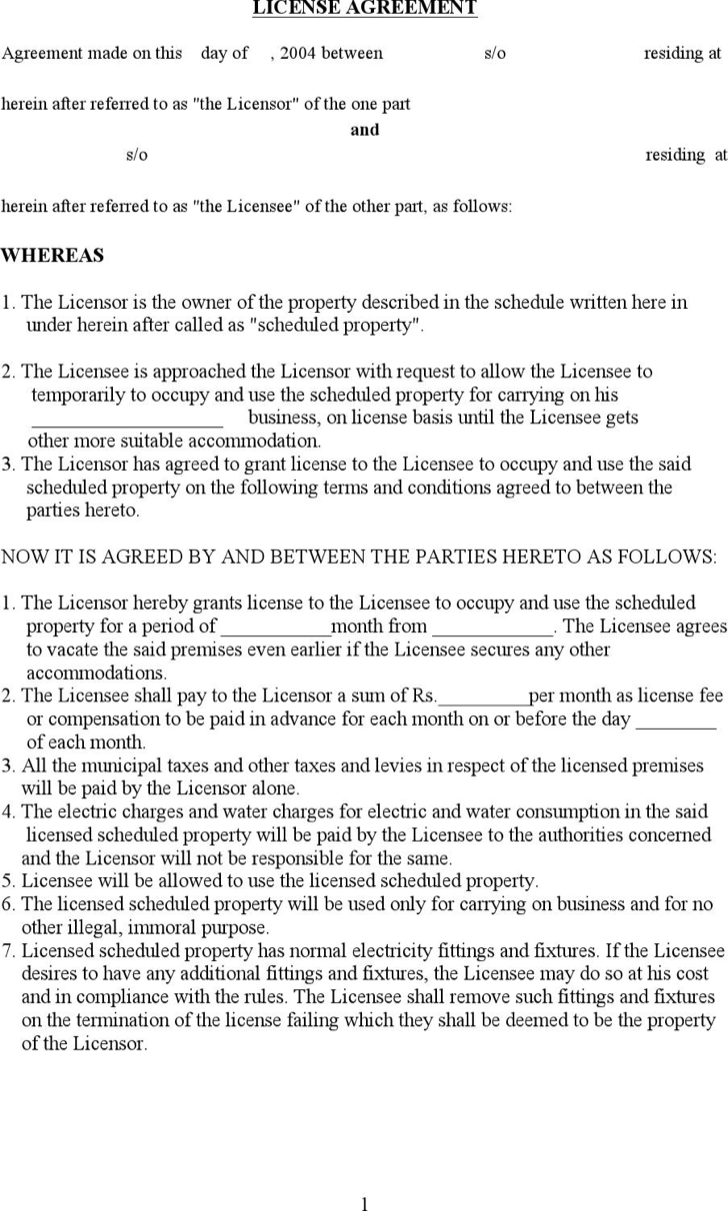 LICENSE AGREEMENT
Agreement made on this day of , 2004 between s/o residing at
herein after referred to as "the Licensor" of the one part
and
s/o residing at
herein after referred to as "the Licensee" of the other part, as follows:
WHEREAS
1. The Licensor is the owner of the property described in the schedule written here in
under herein after called as "scheduled property".
2. The Licensee is approached the Licensor with request to allow the Licensee to
temporarily to occupy and use the scheduled property for carrying on his
____________________ business, on license basis until the Licensee gets
other more suitable accommodation.
3. The Licensor has agreed to grant license to the Licensee to occupy and use the said
scheduled property on the following terms and conditions agreed to between the
parties hereto.
NOW IT IS AGREED BY AND BETWEEN THE PARTIES HERETO AS FOLLOWS:
1. The Licensor hereby grants license to the Licensee to occupy and use the scheduled
property for a period of ___________month from ____________. The Licensee agrees
to vacate the said premises even earlier if the Licensee secures any other
accommodations.
2. The Licensee shall pay to the Licensor a sum of Rs._________per month as license fee
or compensation to be paid in advance for each month on or before the day ________
of each month.
3. All the municipal taxes and other taxes and levies in respect of the licensed premises
will be paid by the Licensor alone.
4. The electric charges and water charges for electric and water consumption in the said
licensed scheduled property will be paid by the Licensee to the authorities concerned
and the Licensor will not be responsible for the same.
5. Licensee will be allowed to use the licensed scheduled property.
6. The licensed scheduled property will be used only for carrying on business and for no
other illegal, immoral purpose.
7. Licensed scheduled property has normal electricity fittings and fixtures. If the Licensee
desires to have any additional fittings and fixtures, the Licensee may do so at his cost
and in compliance with the rules. The Licensee shall remove such fittings and fixtures
on the termination of the license failing which they shall be deemed to be the property
of the Licensor.
1